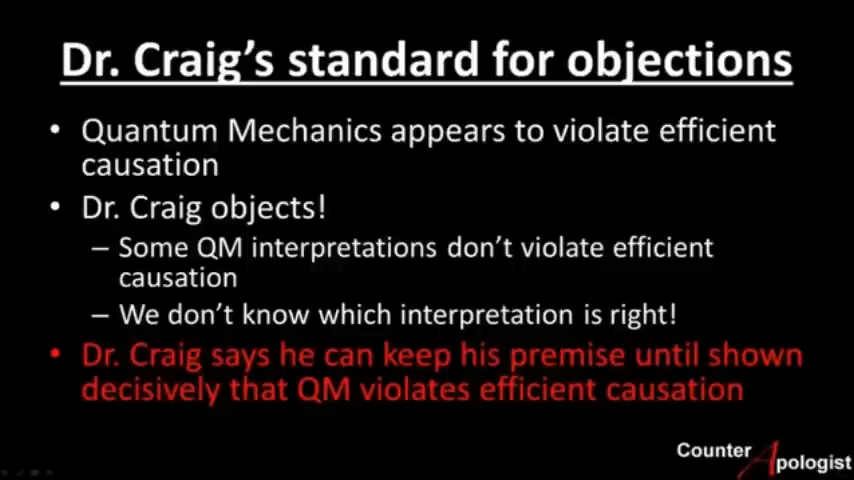 Dr. Craig's standard for objections
• Quantum Mechanics appears to violate efficient
causation
• Dr. Craig objects!
– Some QM interpretations don't violate efficient
causation
– We don't know which interpretation is right!
• Dr. Craig says he can keep his premise until shown
decisively that QM violates efficient causation
Counter
Apologist